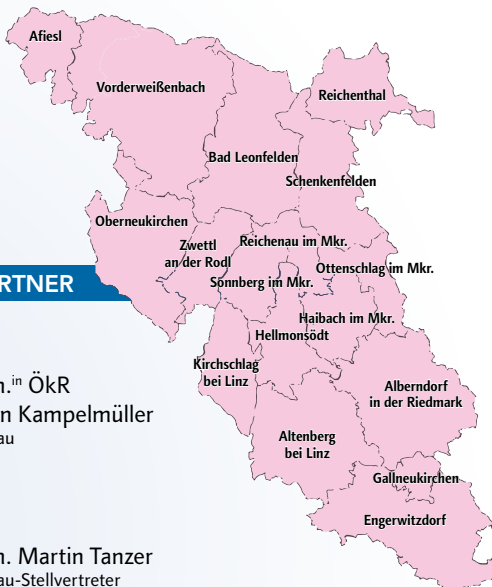 Afiesl
Vorderweißenbach
Reichenthal
Bad Leonfelden
Schenkenfelden
Oberneukirchen
Zwettl
an der Rodl
Reichenau im Mkr.
Ottenschlag im Mkr.
Sonnberg im Mkr.
Haibach im Mkr.
Hellmonsödt
Kirchschlag
bei Linz
Alberndorf
in der Riedmark
Altenberg
bei Linz
Gallneukirchen
Engerwitzdorf
RTNER
.in ÖkR
n Kampelmüller
au
. Martin Tanzer
au-Stellvertreter